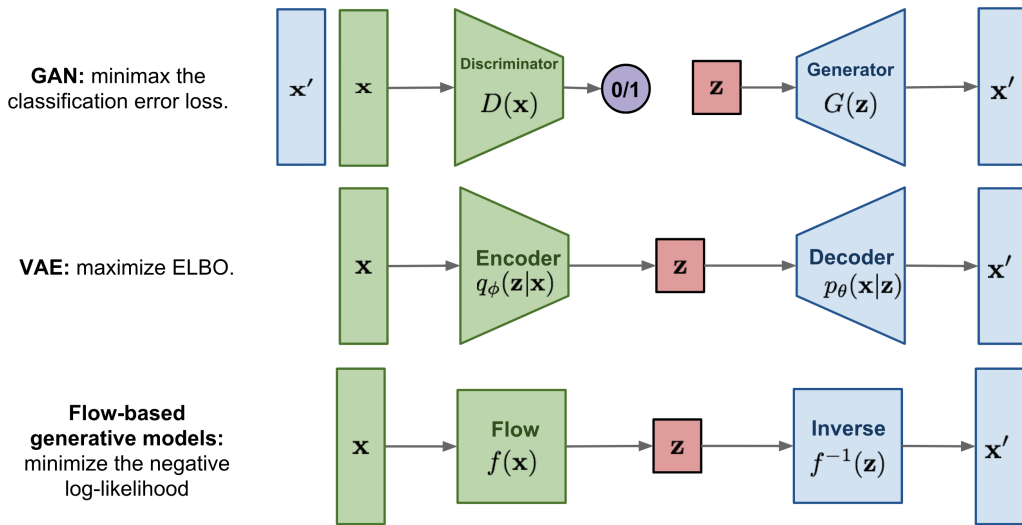 GAN: minimax the
classification error loss.
x′
x
Discriminator
D(x)
0/1
z
Generator
G(z)
x′
VAE: maximize ELBO.
x
Encoder
qϕ(z|x)
z
Decoder
pθ(x|z)
x′
Flow-based
generative models:
minimize the negative
log-likelihood
x
Flow
f(x)
z
Inverse
f⁻¹(z)
x′